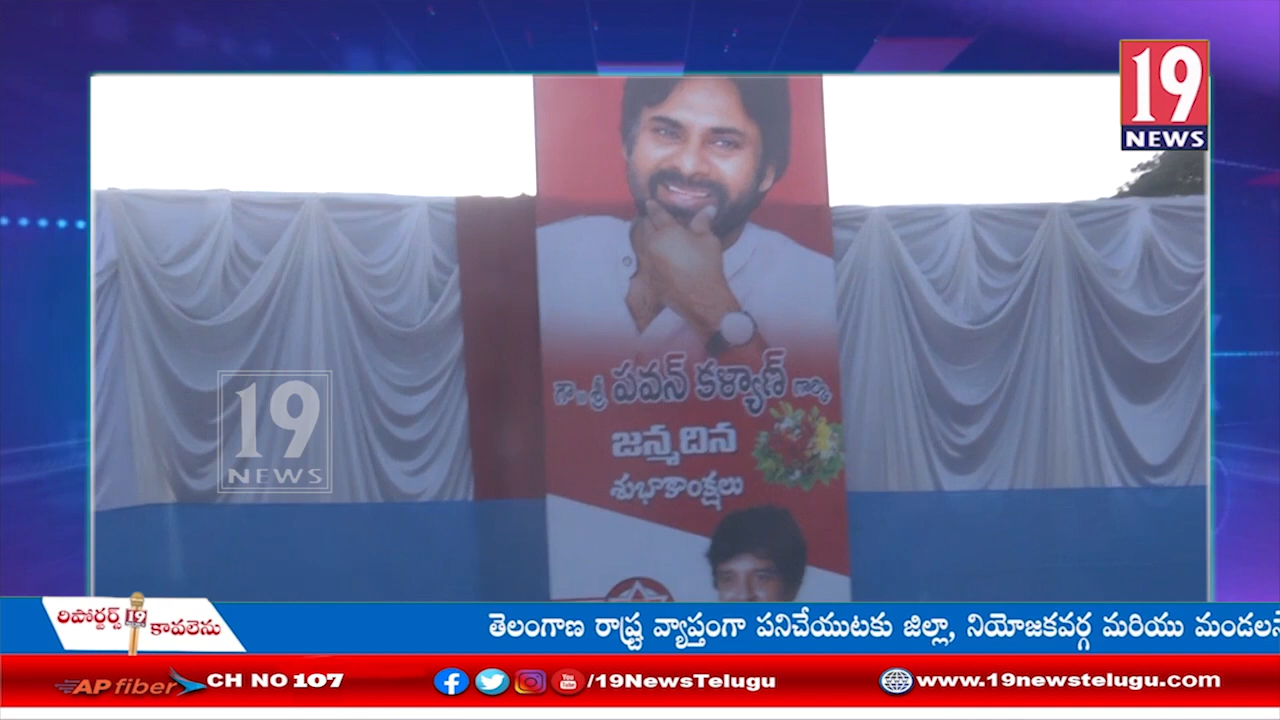 19
NEWS
గౌ॥శ్రీ పవన్ కళ్యాణ్ గారికి
జన్మదిన
శుభాకాంక్షలు
19
NEWS
రిపోర్టర్స్ 19 కావలెను
తెలంగాణ రాష్ట్ర వ్యాప్తంగా పనిచేయుటకు జిల్లా, నియోజకవర్గ మరియు మండల
AP fiber CH NO 107
/19NewsTelugu
www.19newstelugu.com